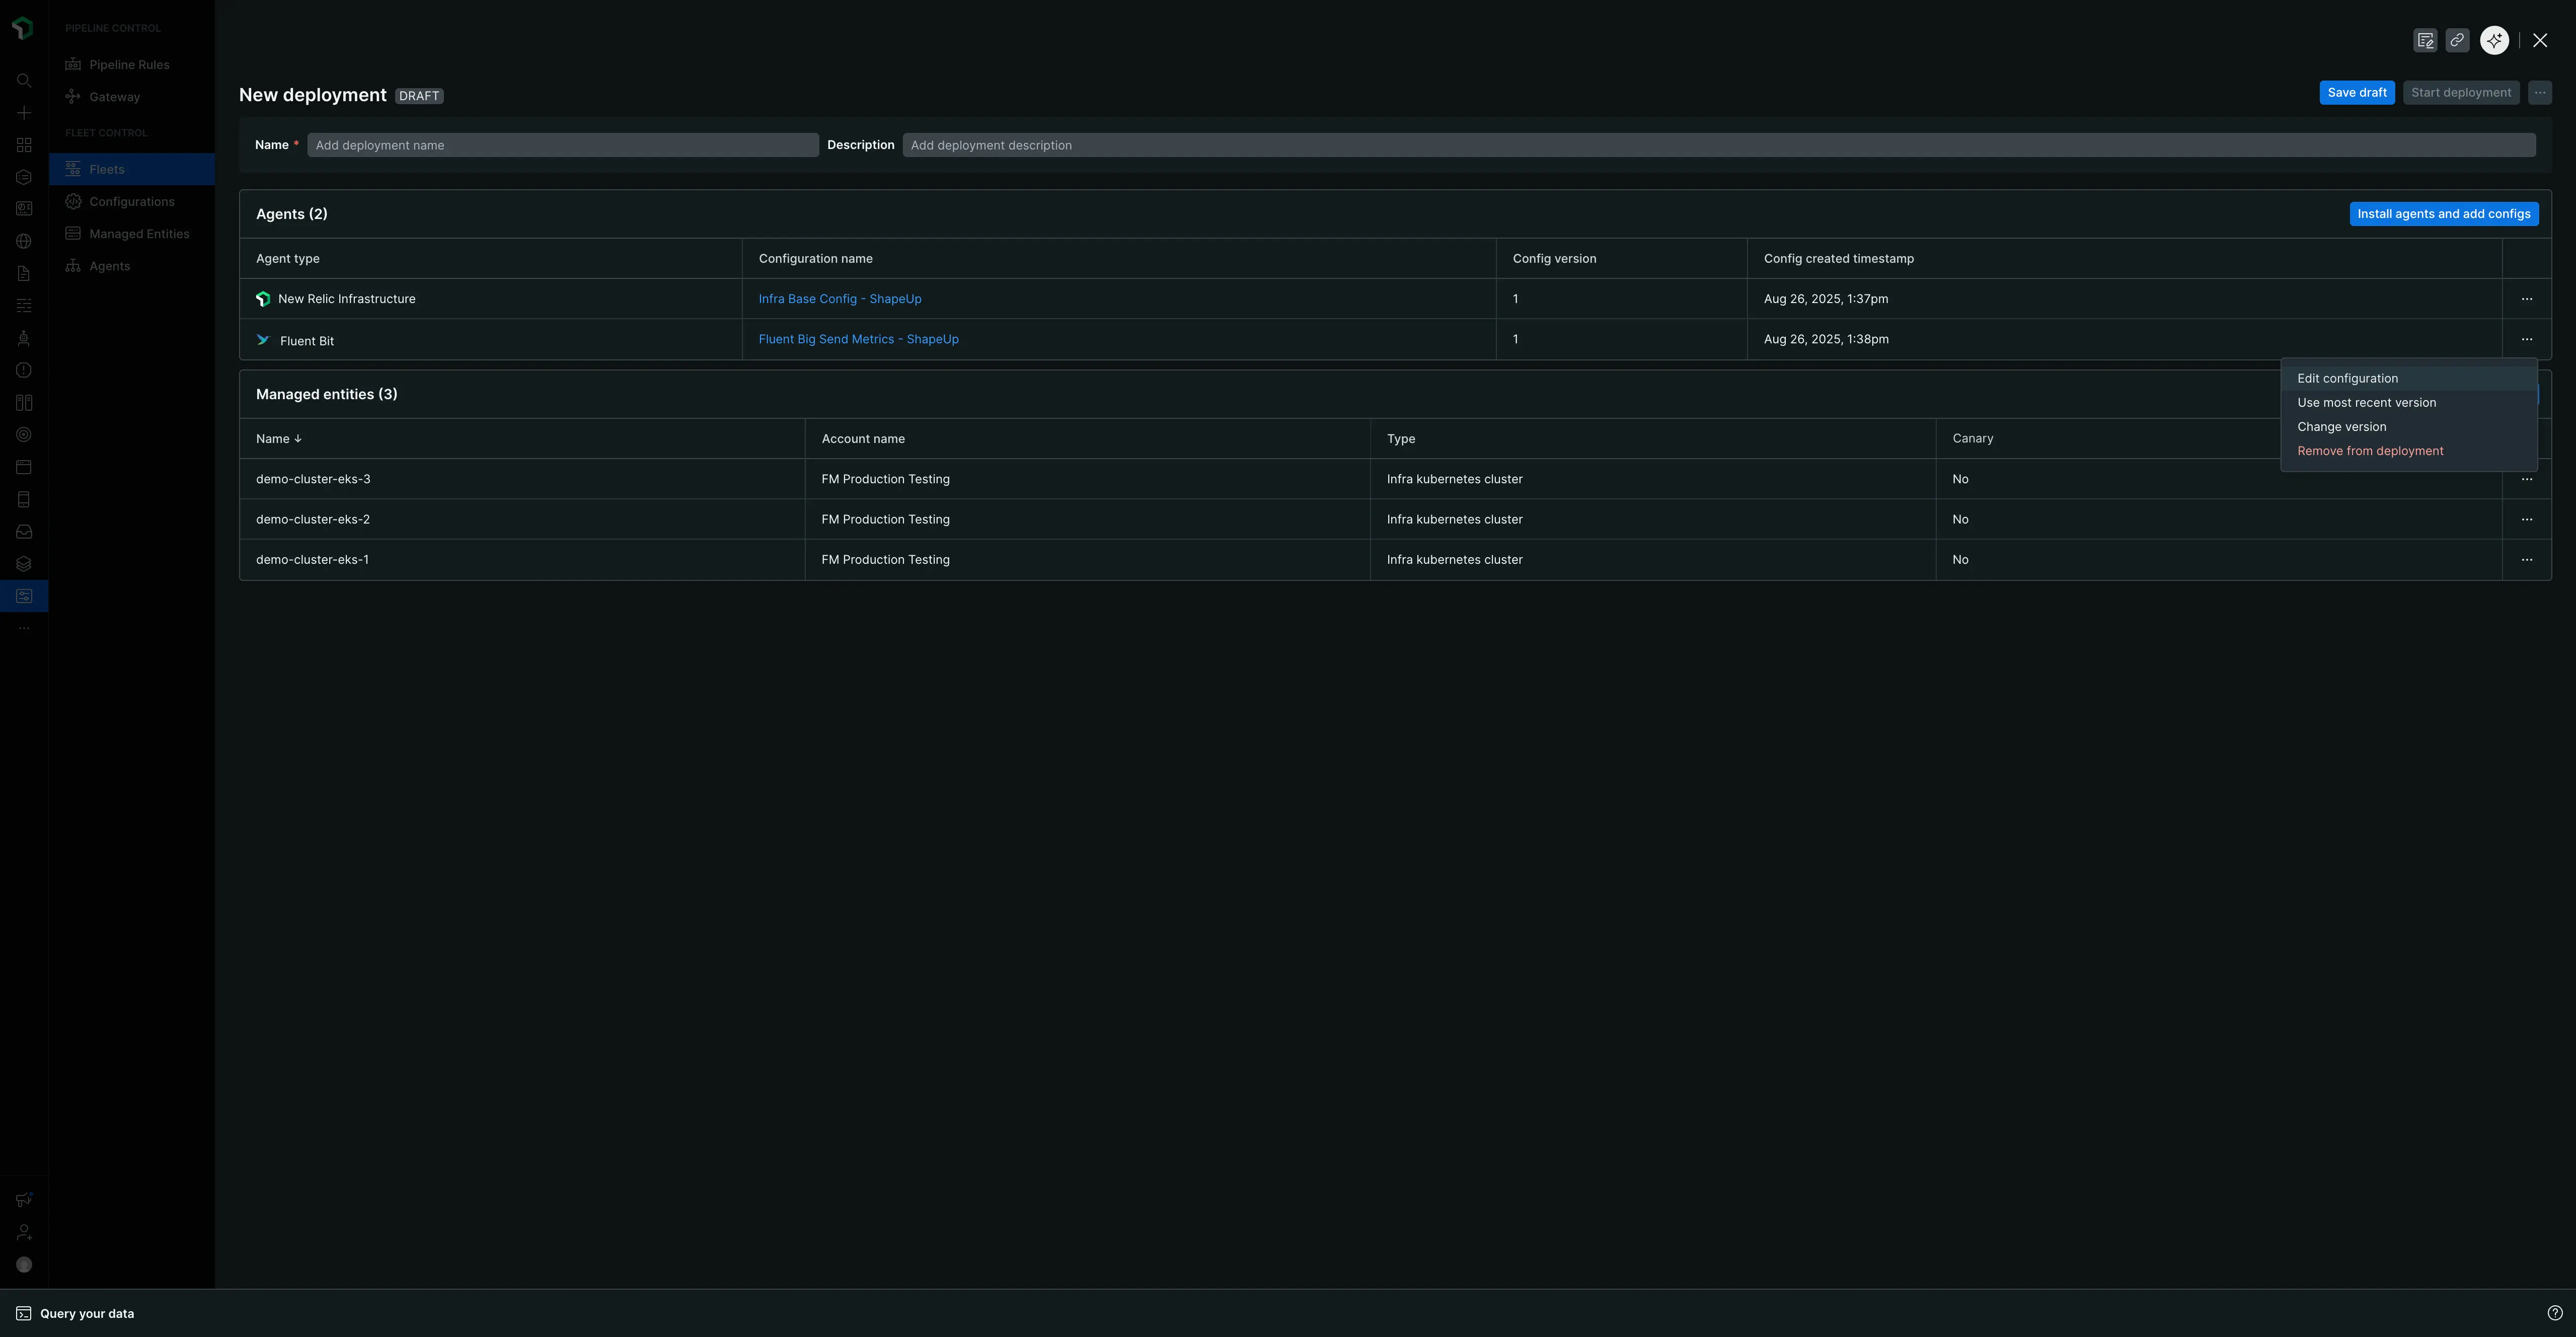 PIPELINE CONTROL
Pipeline Rules
Gateway
FLEET CONTROL
Fleets
Configurations
Managed Entities
Agents
New deployment DRAFT
Save draft Start deployment ...
Name * Add deployment name Description Add deployment description
Agents (2) Install agents and add configs
Agent type Configuration name Config version Config created timestamp
New Relic Infrastructure Infra Base Config - ShapeUp 1 Aug 26, 2025, 1:37pm ...
Fluent Bit Fluent Big Send Metrics - ShapeUp 1 Aug 26, 2025, 1:38pm ...
Edit configuration
Use most recent version
Change version
Remove from deployment
Managed entities (3)
Name ↓ Account name Type Canary
demo-cluster-eks-3 FM Production Testing Infra kubernetes cluster No ...
demo-cluster-eks-2 FM Production Testing Infra kubernetes cluster No ...
demo-cluster-eks-1 FM Production Testing Infra kubernetes cluster No ...
Query your data